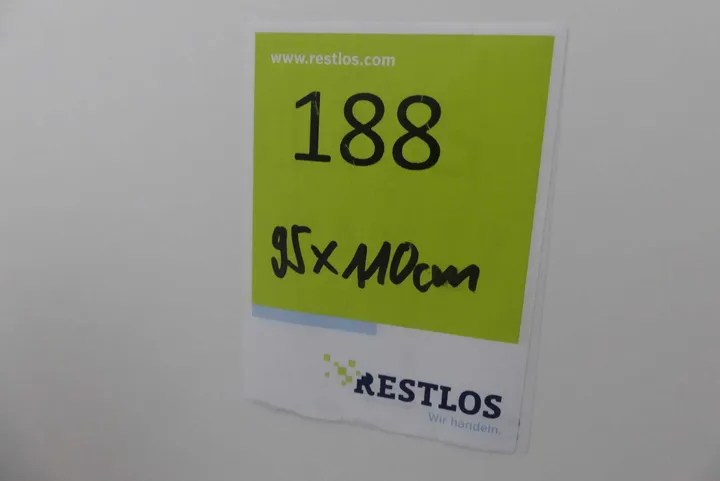 www.restlos.com
188
95x110cm
RESTLOS
Wir handeln.